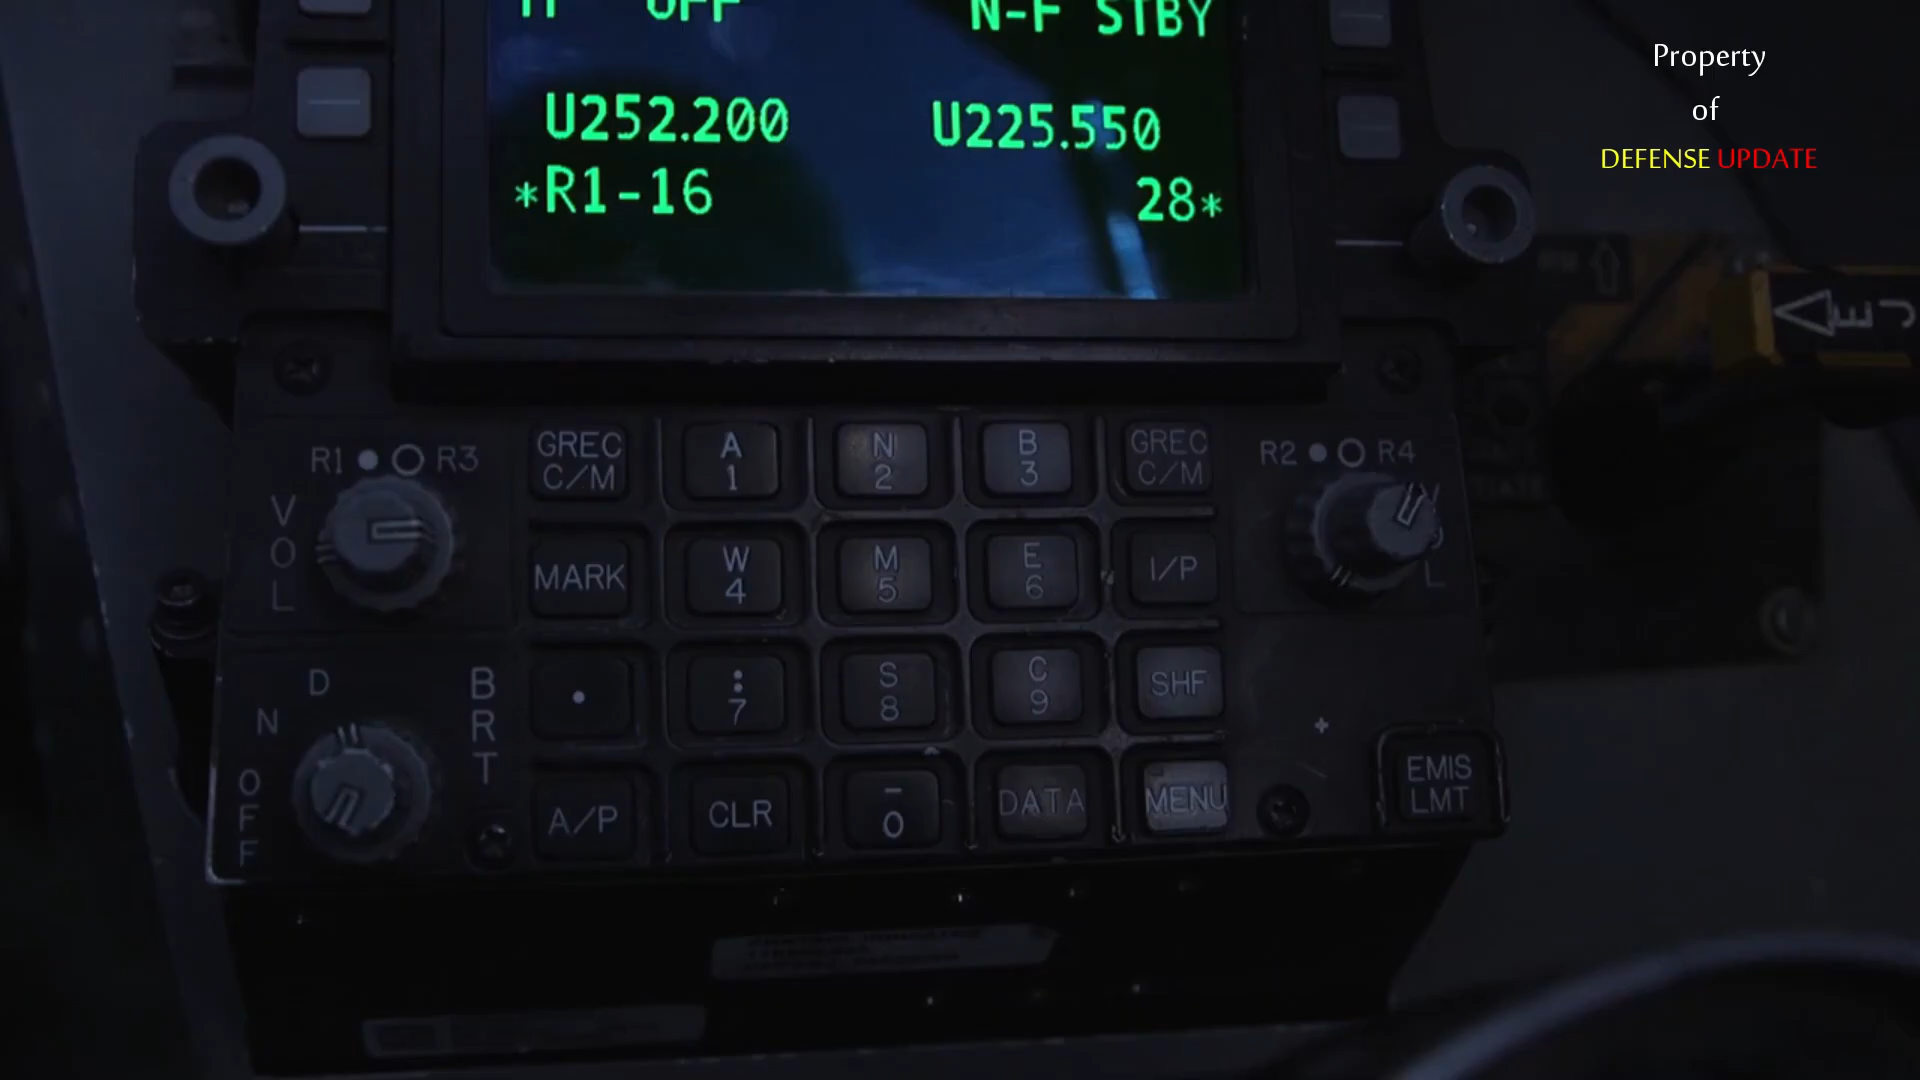 OFF
N-F STBY
U252.200
U225.550
*R1-16
28*
Property
of
DEFENSE UPDATE
EJ
R1 R3
VOL
GREC C/M
A 1
N 2
B 3
GREC C/M
R2 R4
VOL
MARK
W 4
M 5
E 6
I/P
OFF N D BRT
.
: 7
S 8
C 9
SHF
A/P
CLR
- 0
DATA
MENU
EMIS LMT